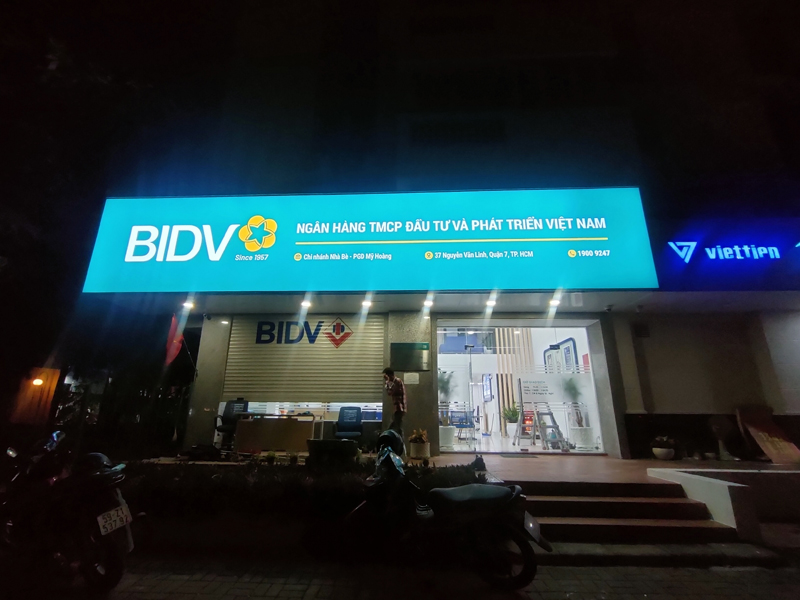 BIDV
Since 1957
NGÂN HÀNG TMCP ĐẦU TƯ VÀ PHÁT TRIỂN VIỆT NAM
Chi nhánh Nhà Bè - PGD Mỹ Hoàng
37 Nguyễn Văn Linh, Quận 7, TP. HCM
1900 9247
viettien
BIDV